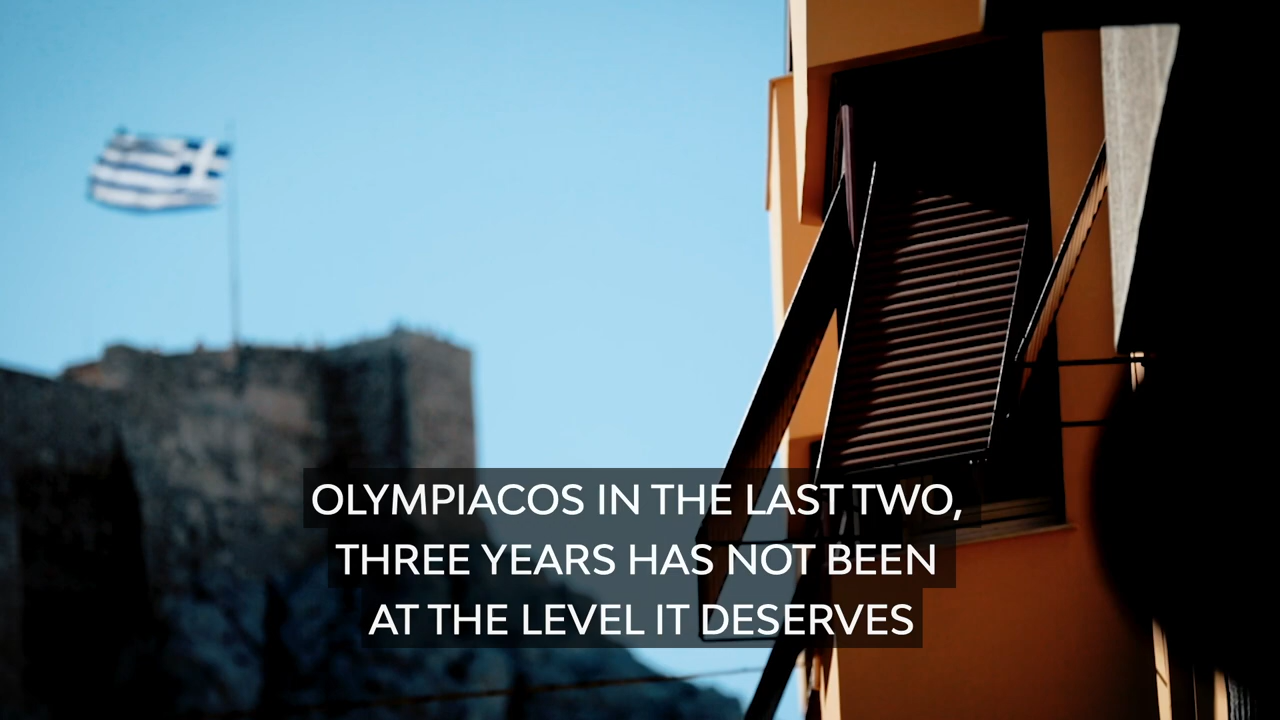 OLYMPIACOS IN THE LAST TWO,
THREE YEARS HAS NOT BEEN
AT THE LEVEL IT DESERVES